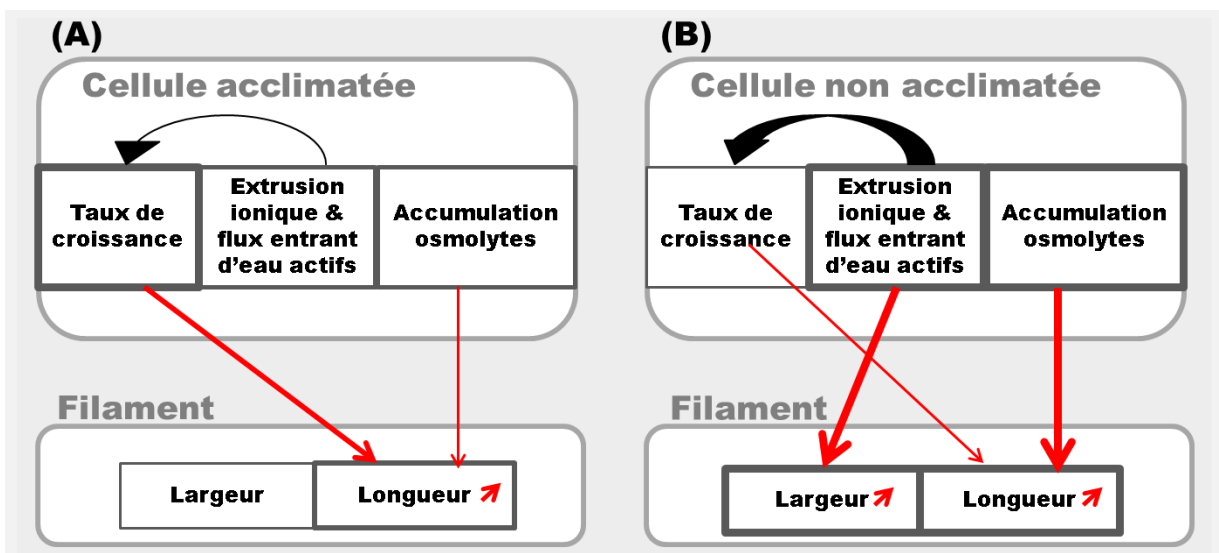 (A)
Cellule acclimatée
Taux de
croissance
Extrusion
ionique &
flux entrant
d'eau actifs
Accumulation
osmolytes
Filament
Largeur
Longueur
(B)
Cellule non acclimatée
Taux de
croissance
Extrusion
ionique &
flux entrant
d'eau actifs
Accumulation
osmolytes
Filament
Largeur
Longueur